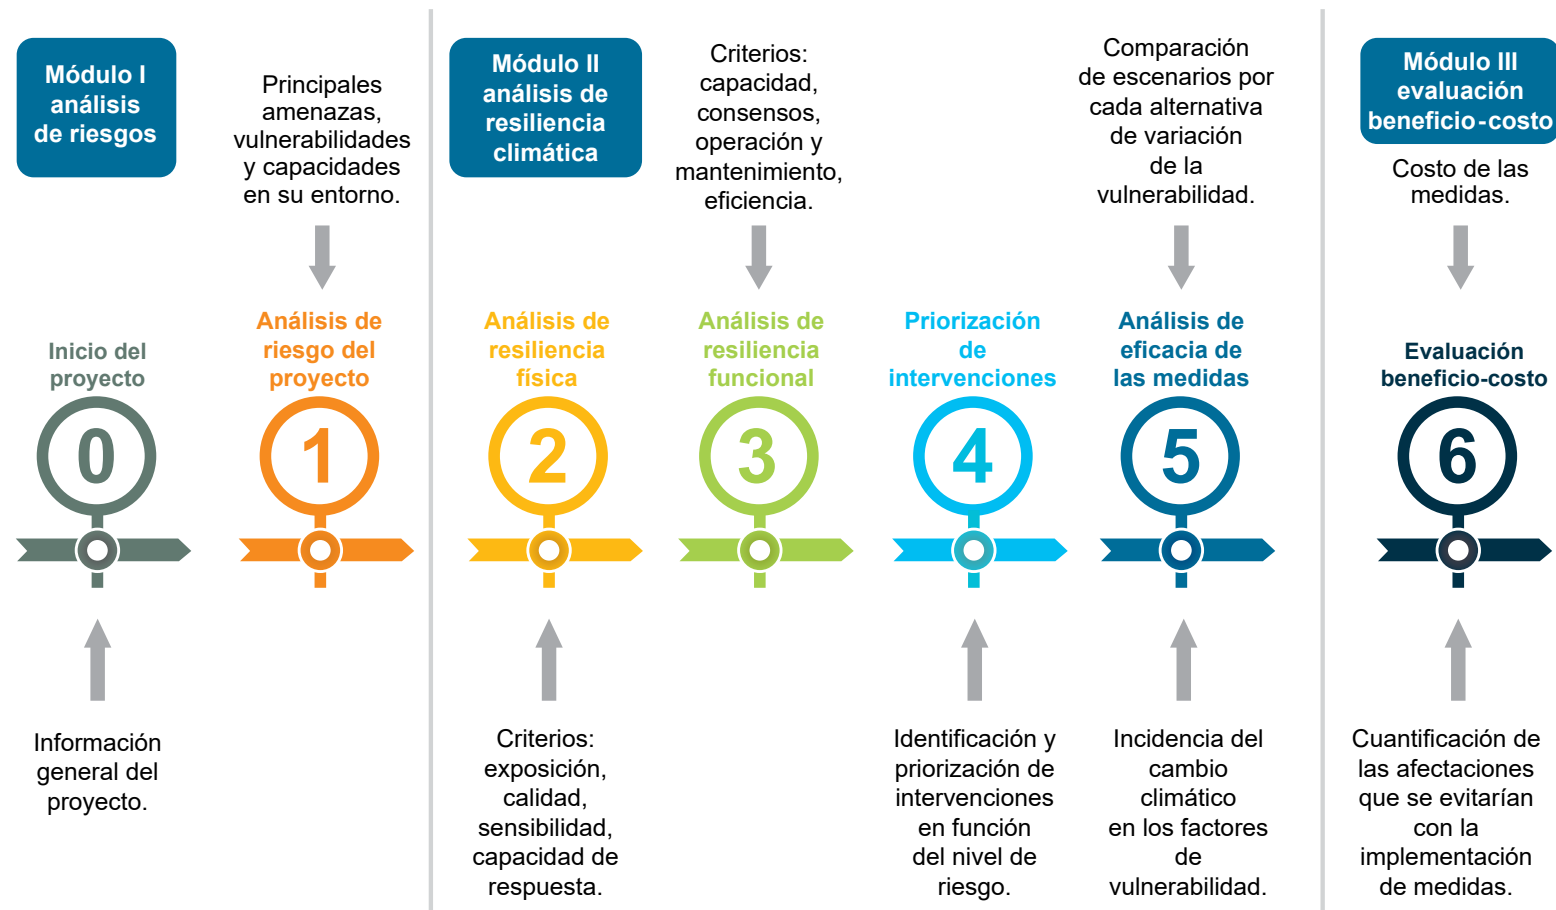 Módulo I
análisis
de riesgos
Principales
amenazas,
vulnerabilidades
y capacidades
en su entorno.
Módulo II
análisis de
resiliencia
climática
Criterios:
capacidad,
consensos,
operación y
mantenimiento,
eficiencia.
Comparación
de escenarios por
cada alternativa
de variación
de la
vulnerabilidad.
Módulo III
evaluación
beneficio-costo
Costo de las
medidas.
Inicio del
proyecto
Análisis de
riesgo del
proyecto
Análisis de
resiliencia
física
Análisis de
resiliencia
funcional
Priorización
de
intervenciones
Análisis de
eficacia de
las medidas
Evaluación
beneficio-costo
0
1
2
3
4
5
6
Información
general del
proyecto.
Criterios:
exposición,
calidad,
sensibilidad,
capacidad de
respuesta.
Identificación y
priorización de
intervenciones
en función
del nivel de
riesgo.
Incidencia del
cambio
climático
en los factores
de
vulnerabilidad.
Cuantificación de
las afectaciones
que se evitarían
con la
implementación
de medidas.